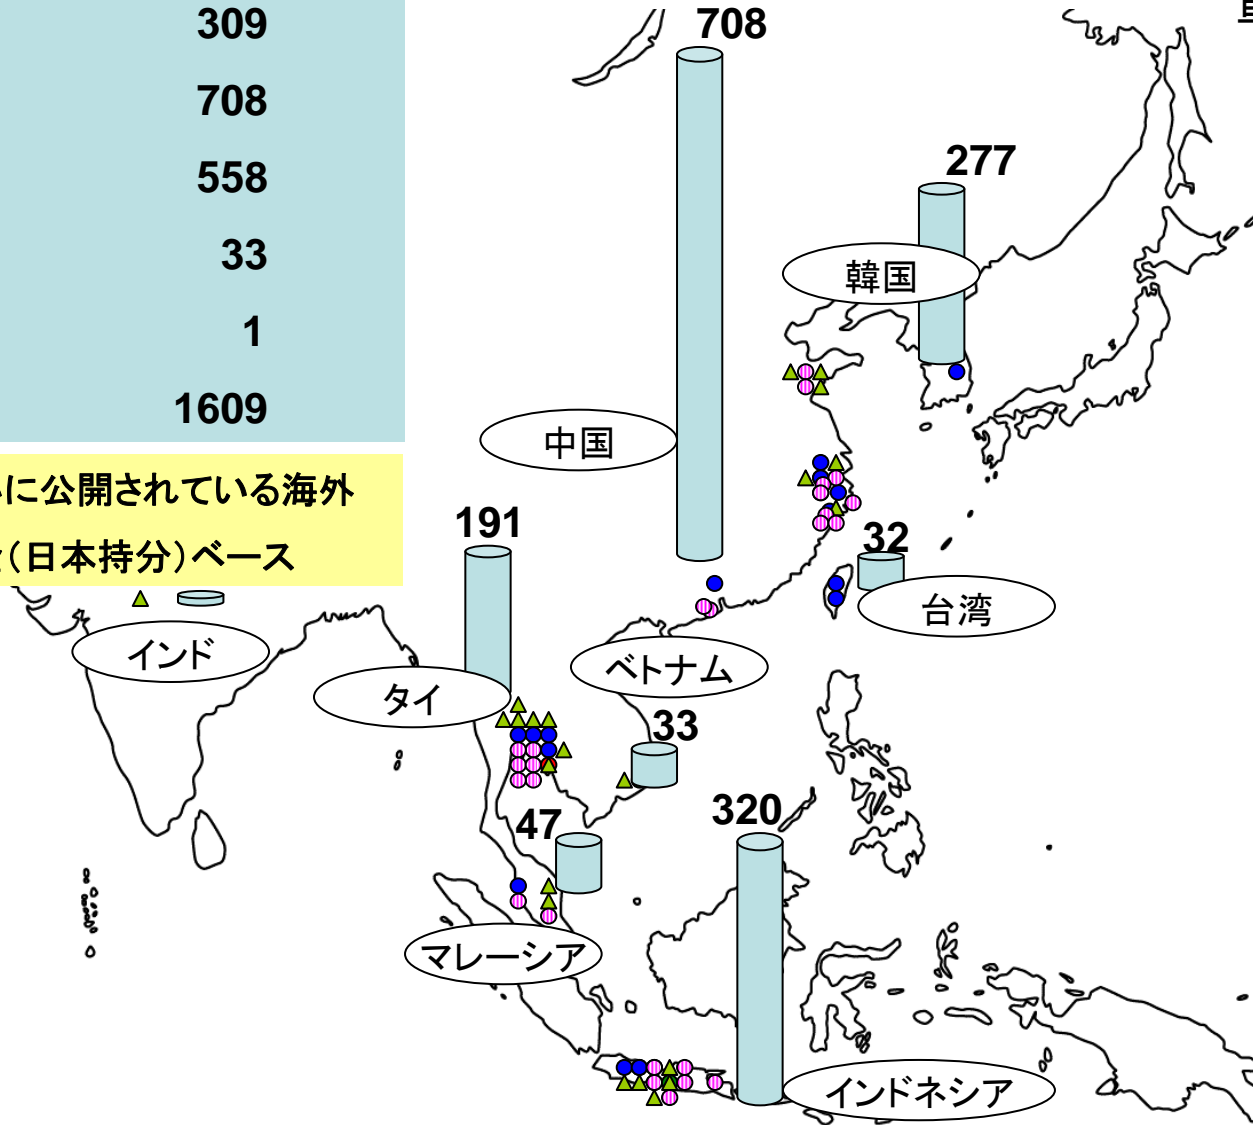 309
708
558
33
1
1609
に公開されている海外
（日本持分）ベース
708
277
韓国
中国
191
32
台湾
インド
タイ
ベトナム
33
47
320
マレーシア
インドネシア